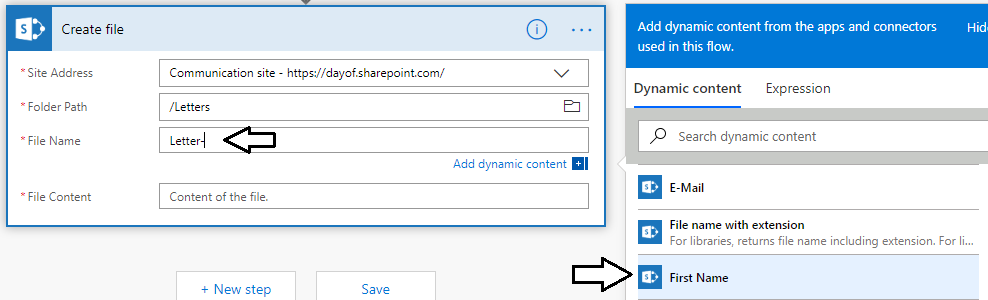 Create file
* Site Address
Communication site - https://dayof.sharepoint.com/
* Folder Path
/Letters
* File Name
Letter-
Add dynamic content
* File Content
Content of the file.
+ New step
Save
Add dynamic content from the apps and connectors
used in this flow.
Hide
Dynamic content
Expression
Search dynamic content
E-Mail
File name with extension
For libraries, returns file name including extension. For li...
First Name